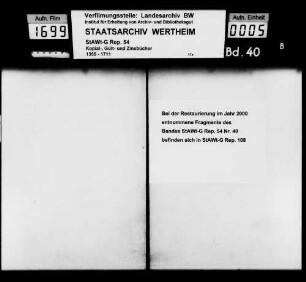 Aufn. Film
1699
Verfilmungsstelle: Landesarchiv BW
Institut für Erhaltung von Archiv- und Bibliotheksgut
STAATSARCHIV WERTHEIM
StAWt-G Rep. 54
Kopial-, Gült- und Zinsbücher
1355 - 1711
Aufn. Einheit
0005
Bd. 40
B
Bei der Restaurierung im Jahr 2000
entnommene Fragmente des
Bandes StAWt-G Rep. 54 Nr. 40
befinden sich in StAWt-G Rep. 108